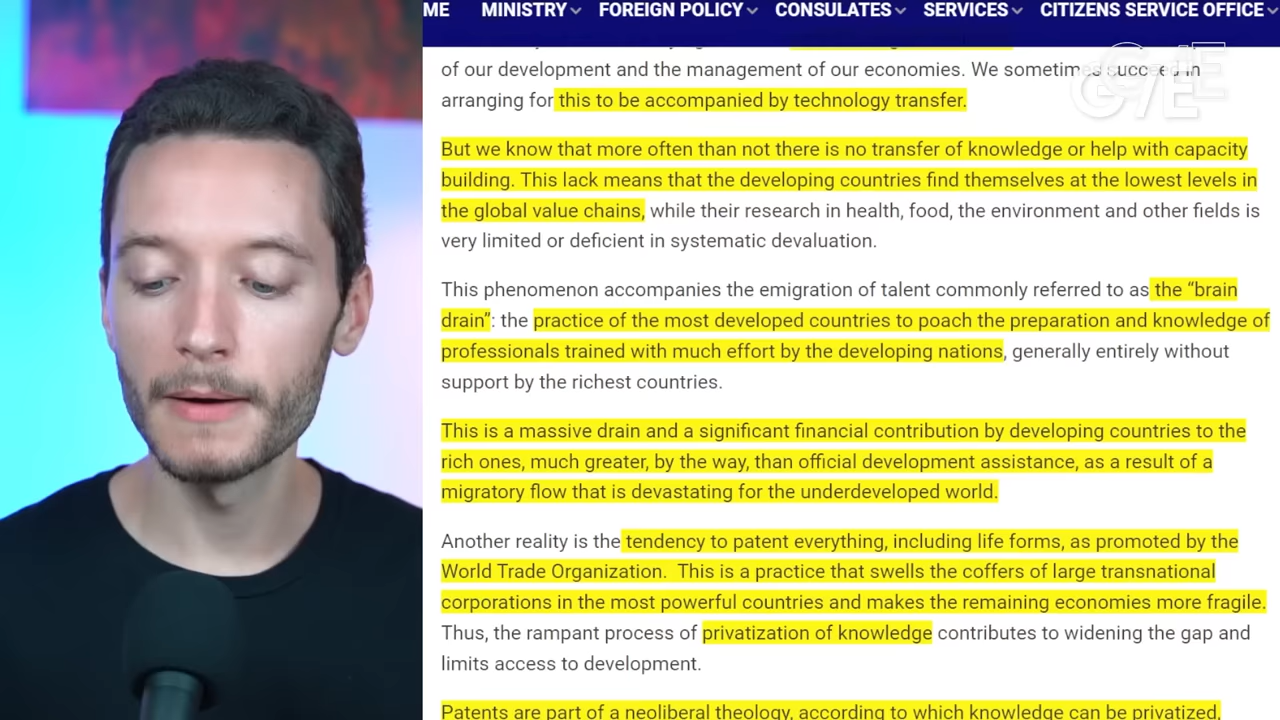 ME MINISTRY FOREIGN POLICY CONSULATES SERVICES CITIZENS SERVICE OFFICE
of our development and the management of our economies. We sometimes succeed in
arranging for this to be accompanied by technology transfer.
But we know that more often than not there is no transfer of knowledge or help with capacity
building. This lack means that the developing countries find themselves at the lowest levels in
the global value chains, while their research in health, food, the environment and other fields is
very limited or deficient in systematic devaluation.
This phenomenon accompanies the emigration of talent commonly referred to as the “brain
drain”: the practice of the most developed countries to poach the preparation and knowledge of
professionals trained with much effort by the developing nations, generally entirely without
support by the richest countries.
This is a massive drain and a significant financial contribution by developing countries to the
rich ones, much greater, by the way, than official development assistance, as a result of a
migratory flow that is devastating for the underdeveloped world.
Another reality is the tendency to patent everything, including life forms, as promoted by the
World Trade Organization. This is a practice that swells the coffers of large transnational
corporations in the most powerful countries and makes the remaining economies more fragile.
Thus, the rampant process of privatization of knowledge contributes to widening the gap and
limits access to development.
Patents are part of a neoliberal theology, according to which knowledge can be privatized,